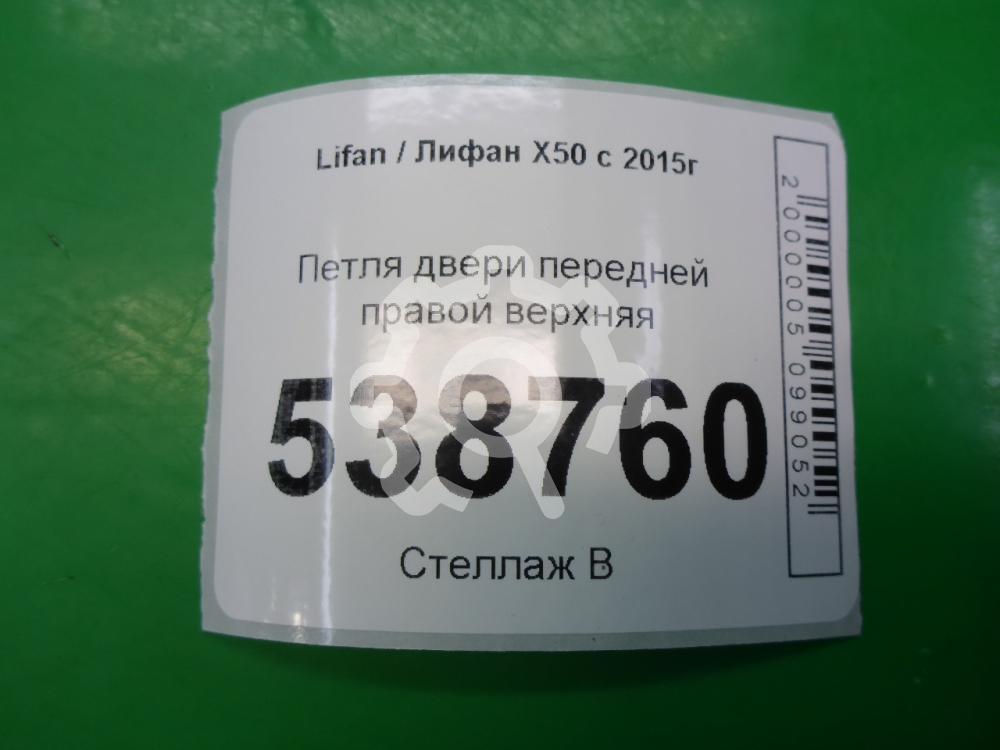 Lifan / Лифан X50 с 2015г
Петля двери передней
правой верхняя
538760
Стеллаж В
2000005099052